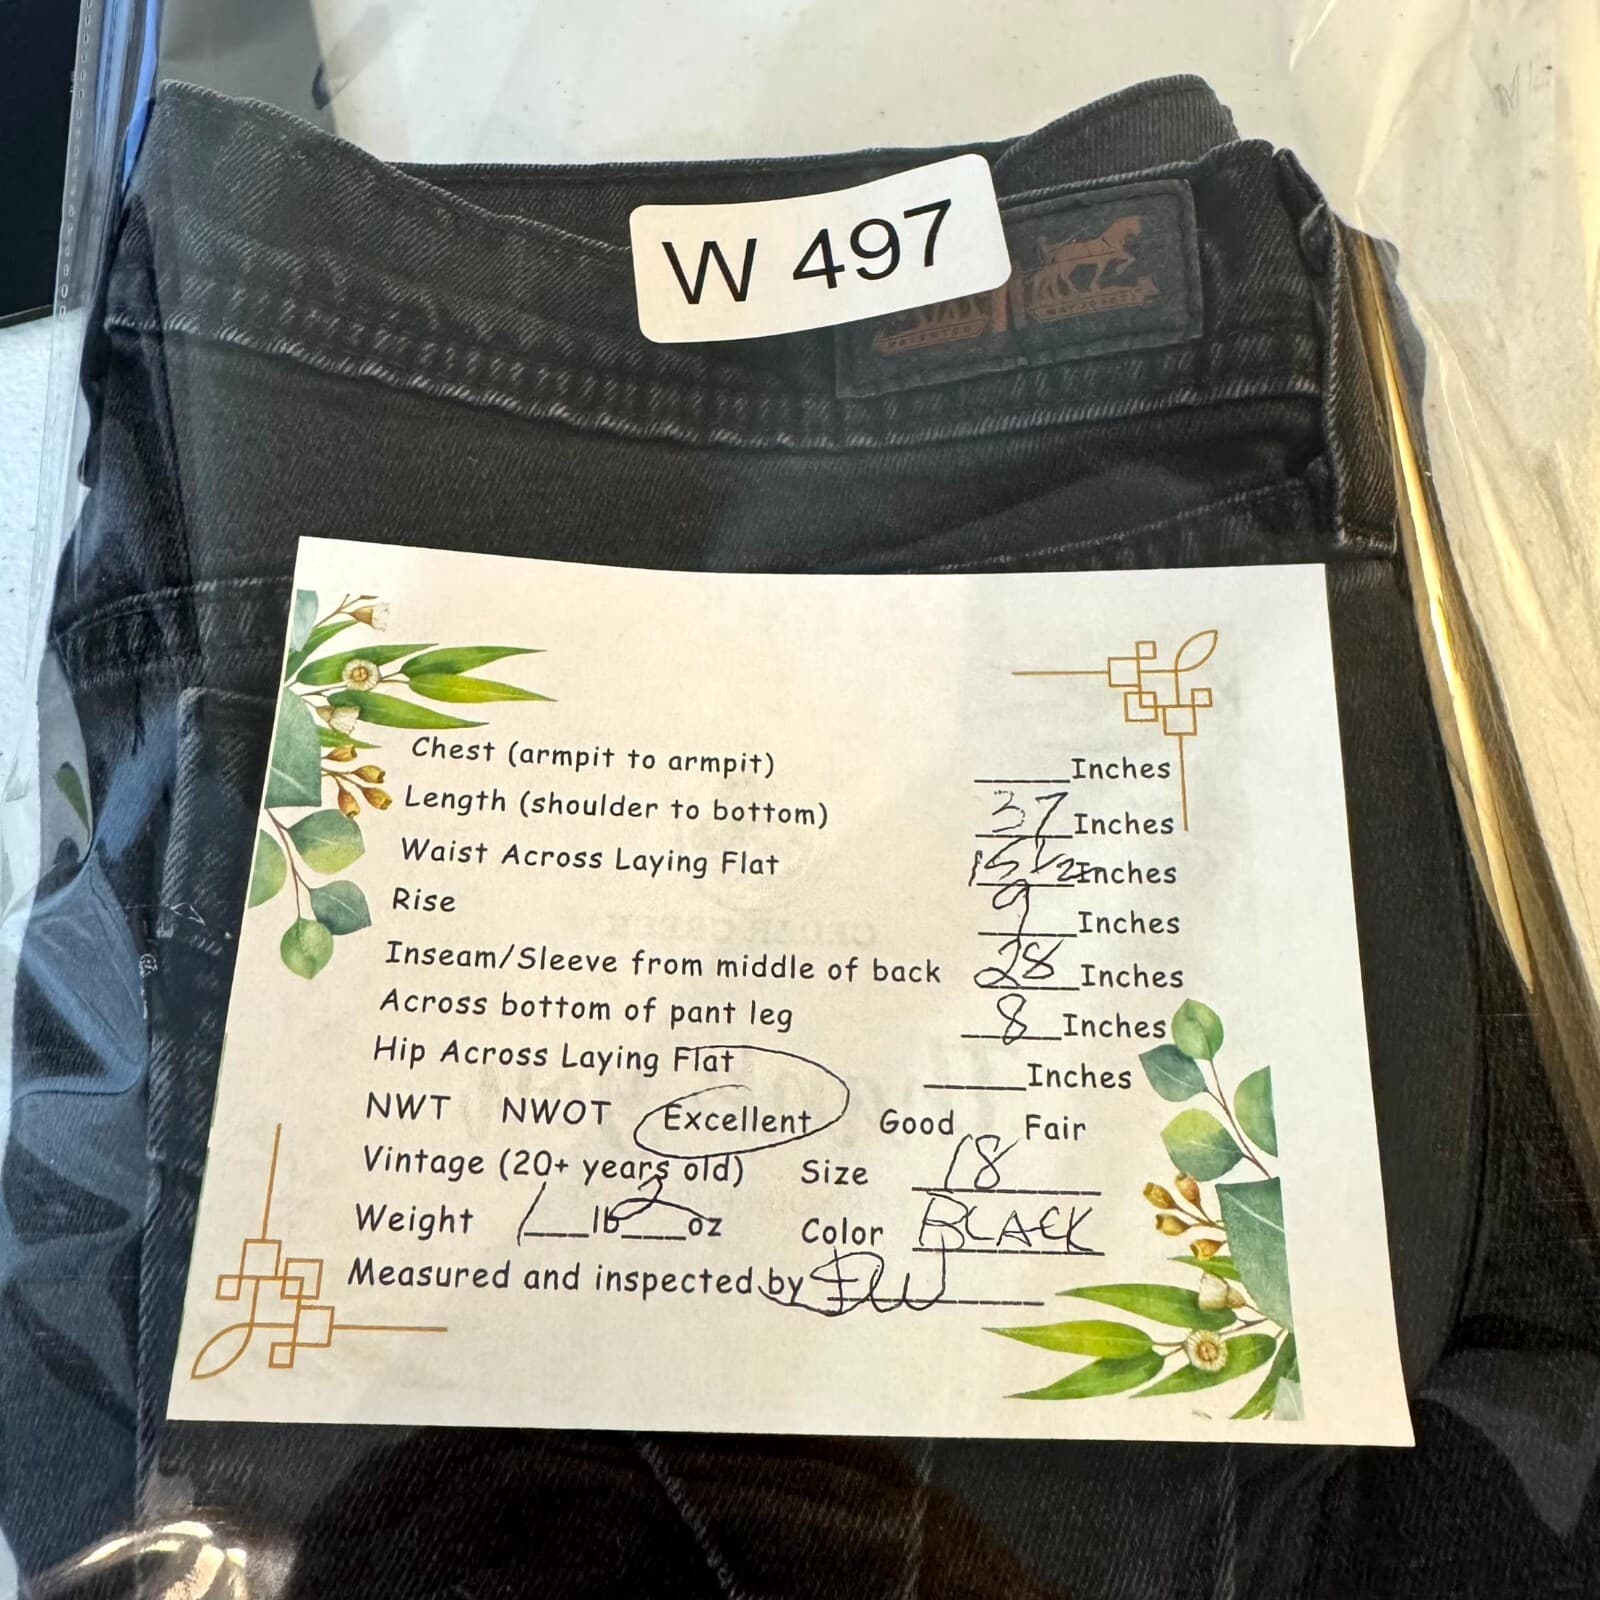 W 497
PATENTED
Chest (armpit to armpit) _____Inches
Length (shoulder to bottom) 37 Inches
Waist Across Laying Flat 15 1/2 Inches
Rise 9 Inches
Inseam/Sleeve from middle of back 28 Inches
Across bottom of pant leg 8 Inches
Hip Across Laying Flat _____Inches
NWT NWOT Excellent Good Fair
Vintage (20+ years old) Size 18
Weight 1 lb 2 oz Color BLACK
Measured and inspected by